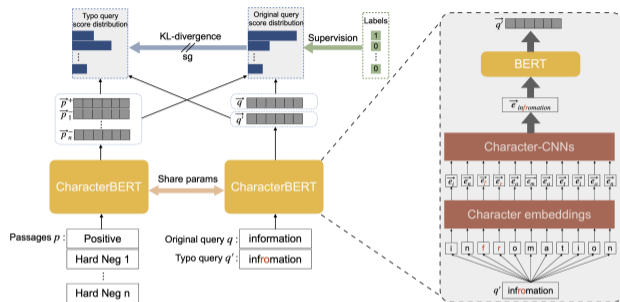 Typo query
score distribution
Original query
score distribution
Labels
KL-divergence
sg
Supervision
1
0
0
p⁺
p₁
pₙ
q
q'
CharacterBERT
Share params
CharacterBERT
Passages p :
Positive
Hard Neg 1
Hard Neg n
Original query q :
information
Typo query q' :
infromation
q'
BERT
e infromation
Character-CNNs
Character embeddings
i n f r o m a t i o n
q' infromation